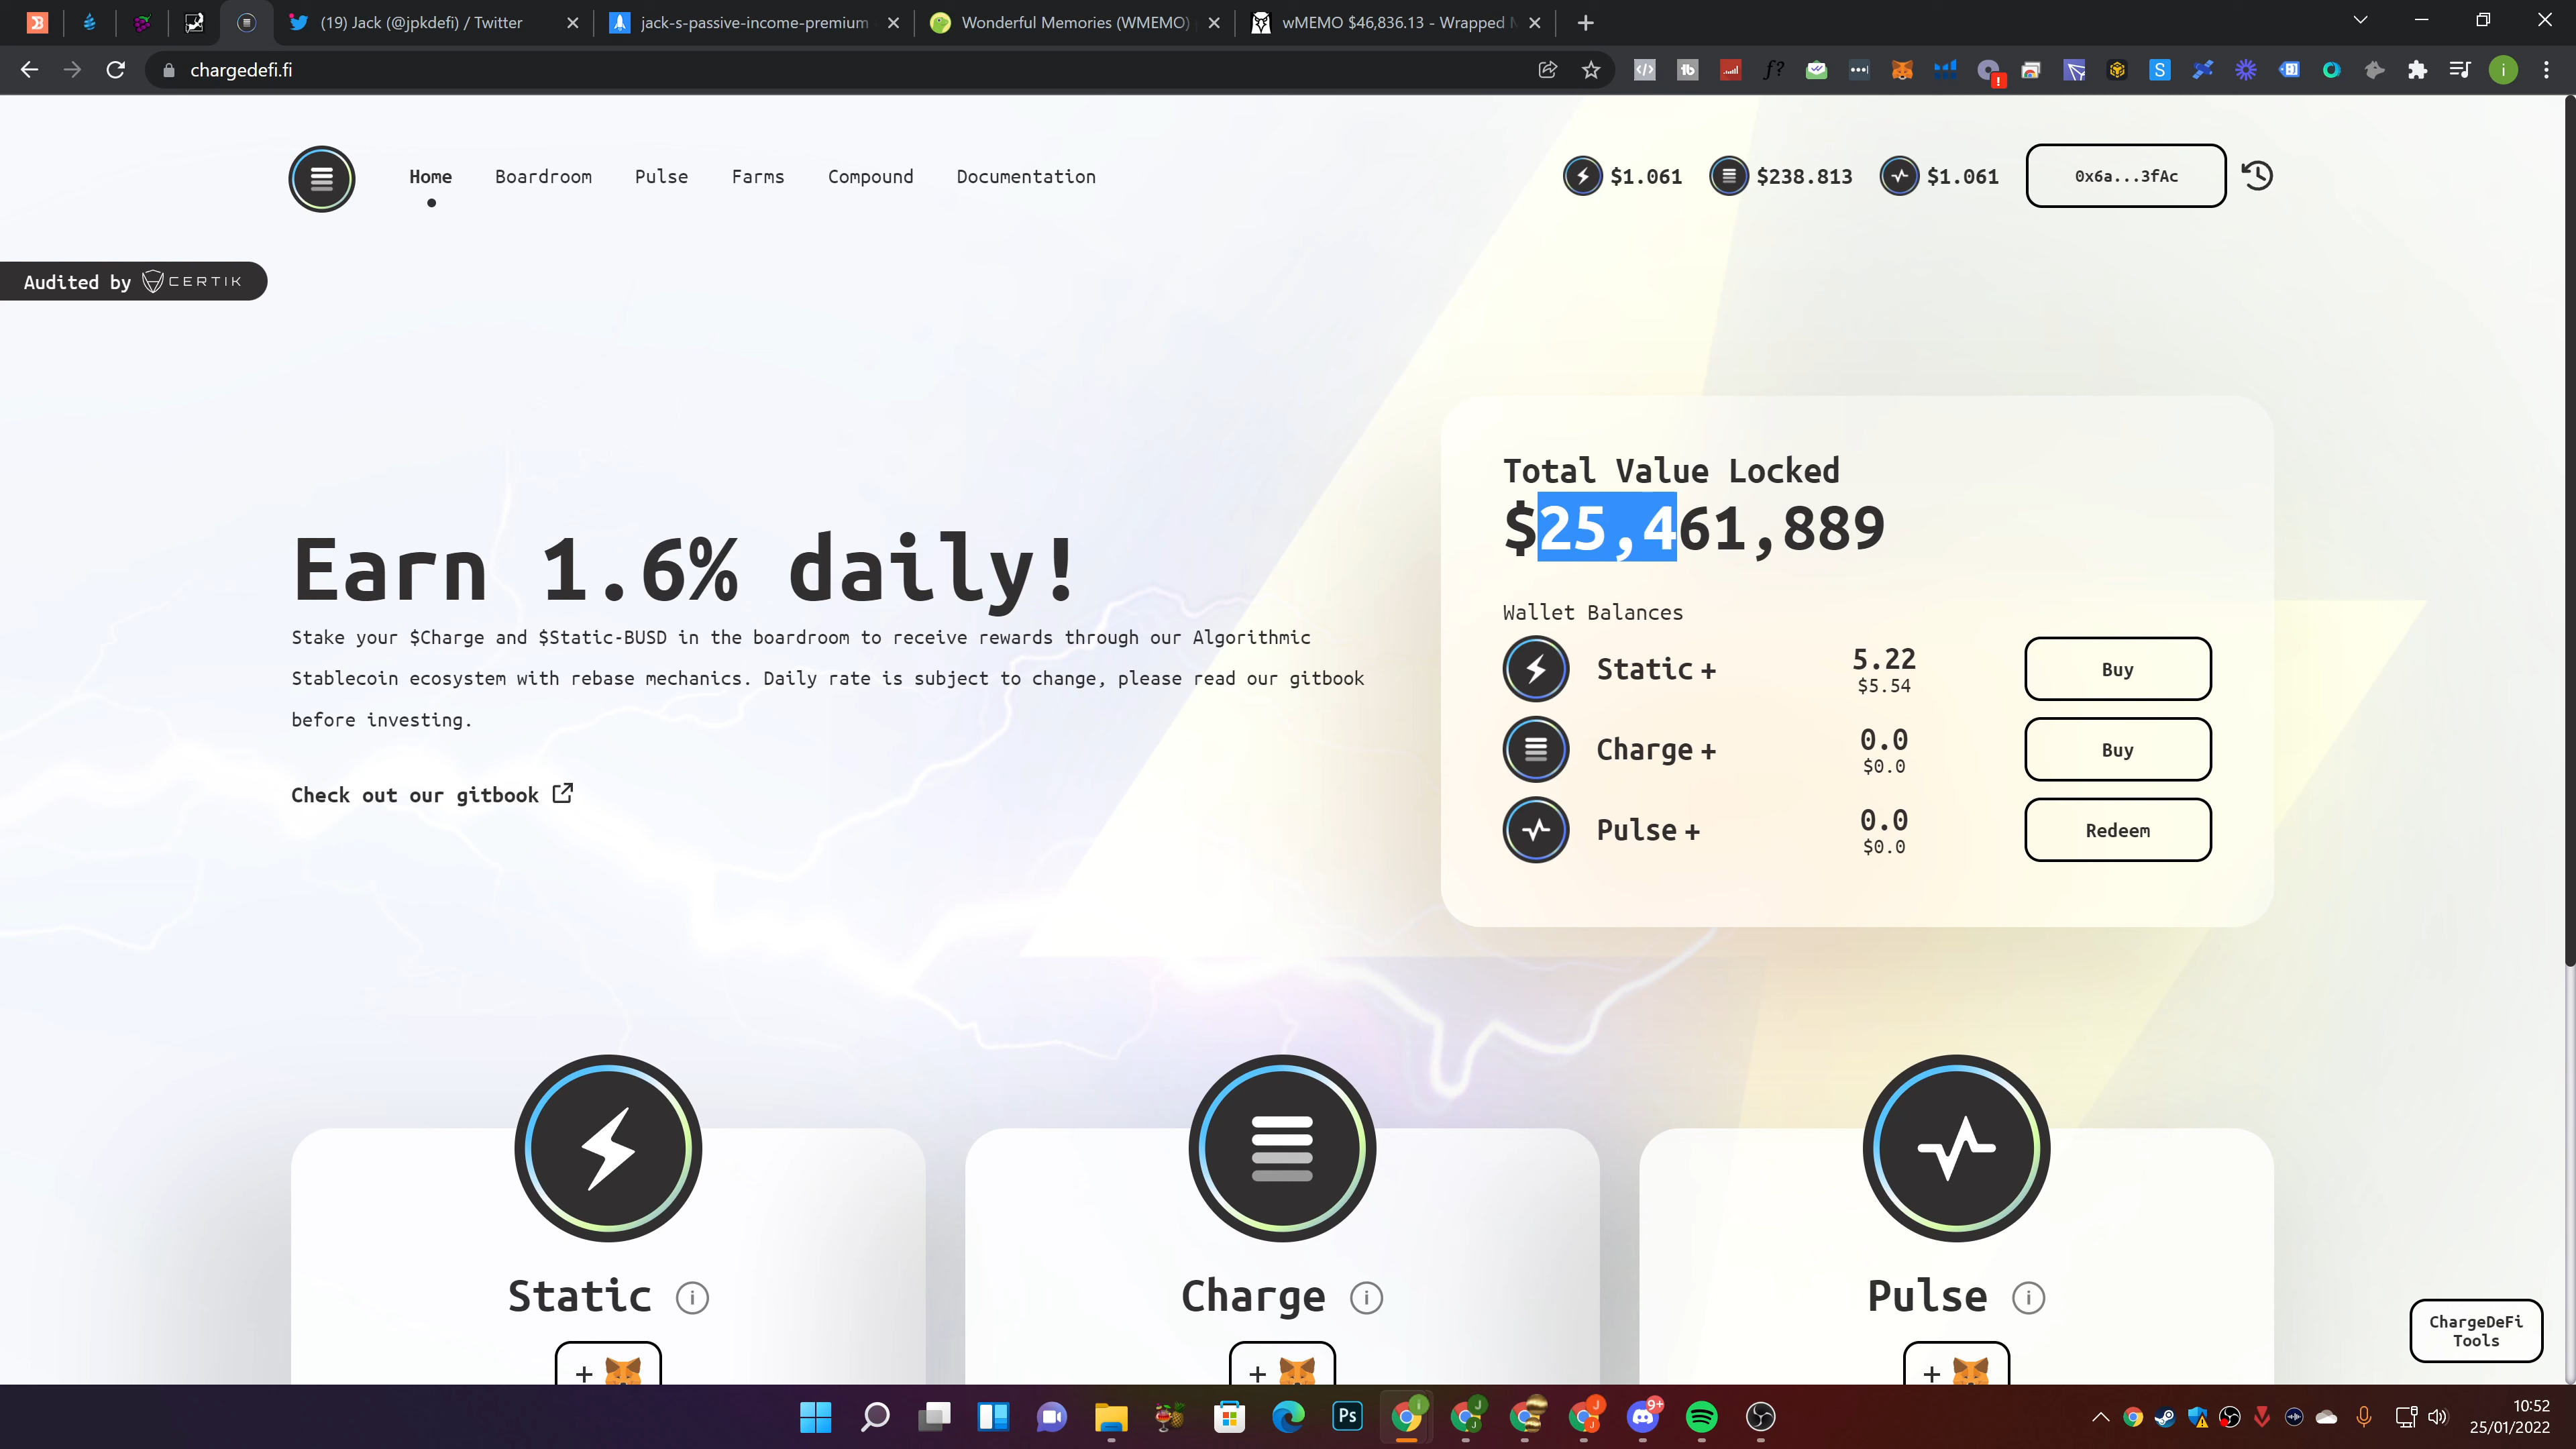 (19) Jack (@jpkdefi) / Twitter
jack-s-passive-income-premium
Wonderful Memories (WMEMO)
wMEMO $46,836.13 - Wrapped
chargedefi.fi
Home
Boardroom
Pulse
Farms
Compound
Documentation
$1.061
$238.813
$1.061
0x6a...3fAc
Audited by CERTIK
Total Value Locked
$25,461,889
Earn 1.6% daily!
Stake your $Charge and $Static-BUSD in the boardroom to receive rewards through our Algorithmic
Stablecoin ecosystem with rebase mechanics. Daily rate is subject to change, please read our gitbook
before investing.
Check out our gitbook
Wallet Balances
Static +
5.22
$5.54
Buy
Charge +
0.0
$0.0
Buy
Pulse +
0.0
$0.0
Redeem
Static
Charge
Pulse
+
+
+
ChargeDeFi
Tools
Ps
9+
10:52
25/01/2022